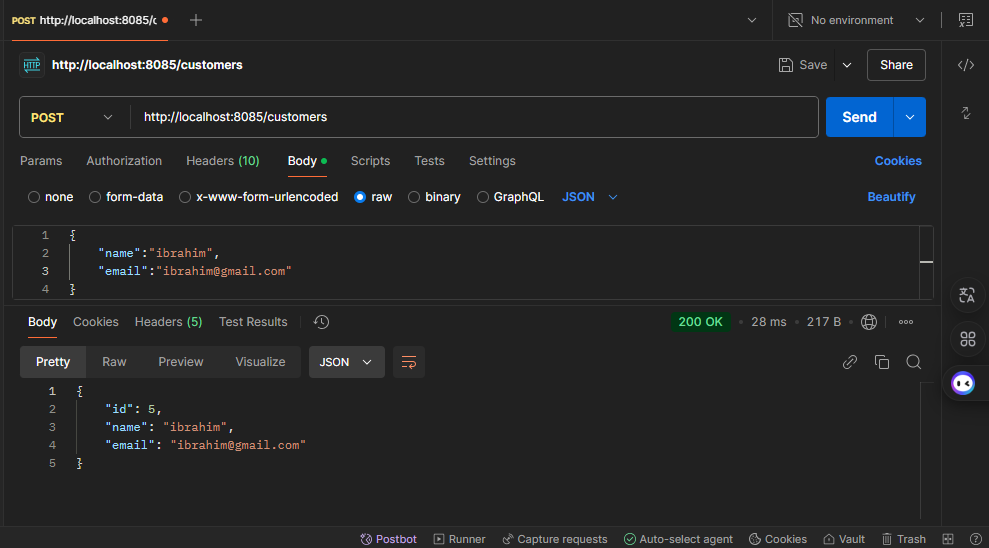 POST http://localhost:8085/c
No environment
HTTP http://localhost:8085/customers
Save
Share
POST
http://localhost:8085/customers
Send
Params Authorization Headers (10) Body Scripts Tests Settings Cookies
none form-data x-www-form-urlencoded raw binary GraphQL JSON Beautify
1 {
2 "name":"ibrahim",
3 "email":"ibrahim@gmail.com"
4 }
Body Cookies Headers (5) Test Results 200 OK • 28 ms • 217 B •
Pretty Raw Preview Visualize JSON
1 {
2 "id": 5,
3 "name": "ibrahim",
4 "email": "ibrahim@gmail.com"
5 }
Postbot Runner Capture requests Auto-select agent Cookies Vault Trash